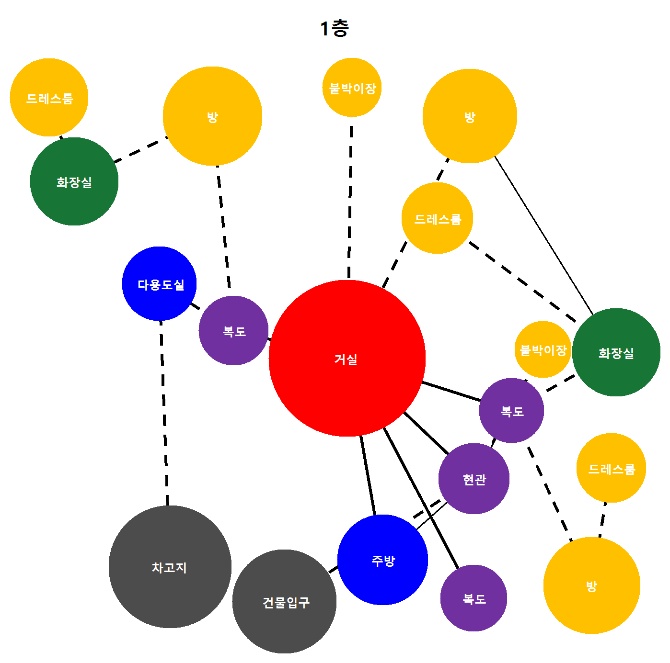 1층
드레스룸
방
붙박이장
방
화장실
드레스룸
다용도실
복도
거실
붙박이장
화장실
복도
드레스룸
현관
차고지
건물입구
주방
복도
방